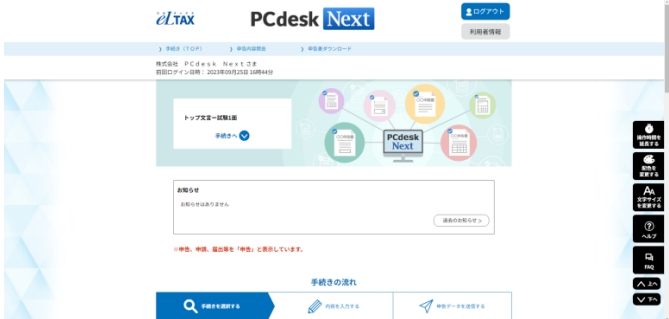 eLTAX
PCdesk Next
ログアウト
利用者情報
手続き(TOP)
申告内容照会
申告書ダウンロード
株式会社 PCdesk Nextさま
前回ログイン日時:2023年09月25日 16時44分
トップ文言ー試験1面
手続きへ
PCdesk
Next
お知らせ
お知らせはありません
過去のお知らせ >
※申告、申請、届出等を「申告」と表示しています。
手続きの流れ
手続きを選択する
内容を入力する
申告データを送信する
操作時間を
延長する
配色を
変更する
AA
文字サイズ
を変更する
ヘルプ
FAQ
上へ
下へ